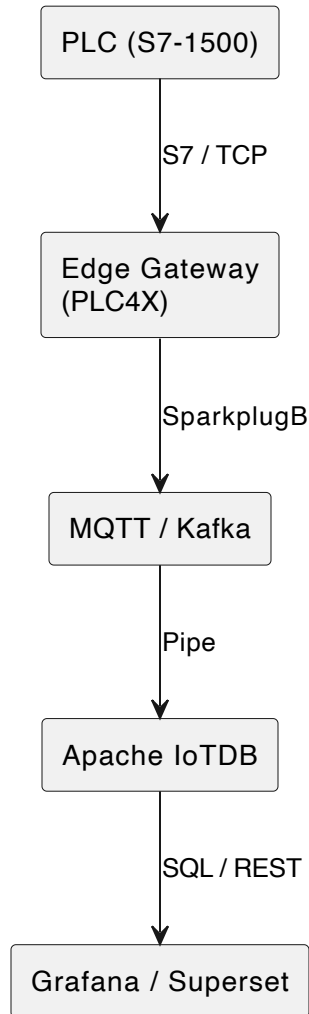 PLC (S7-1500)
S7 / TCP
Edge Gateway
(PLC4X)
SparkplugB
MQTT / Kafka
Pipe
Apache IoTDB
SQL / REST
Grafana / Superset